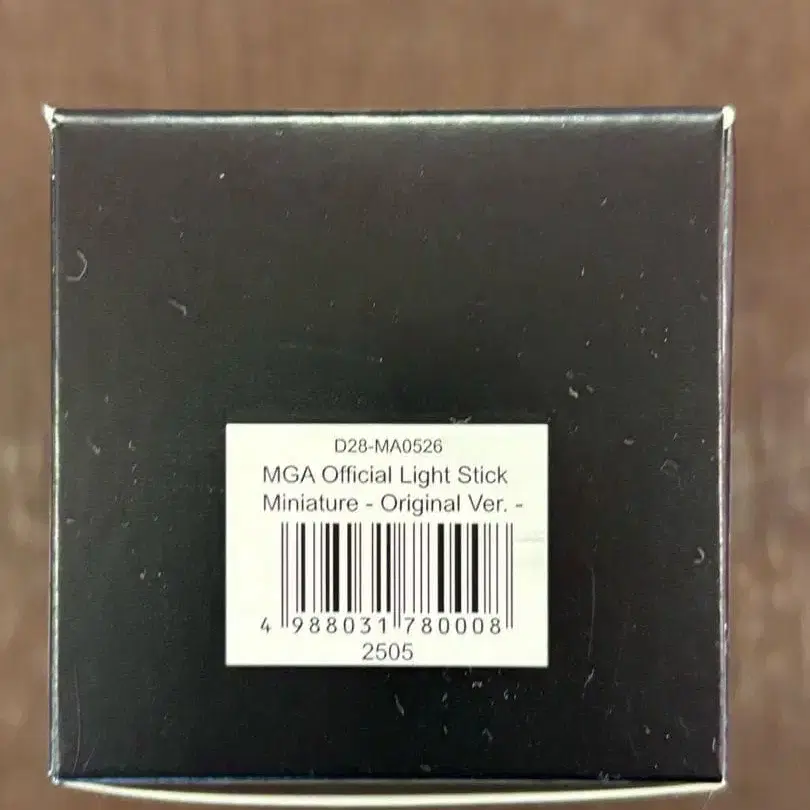 D28-MA0526
MGA Official Light Stick
Miniature - Original Ver. -
4 988031 780008
2505